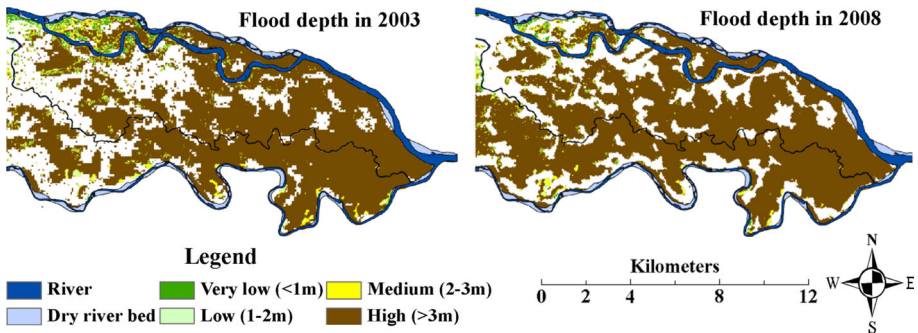 Flood depth in 2003
Flood depth in 2008
Legend
River
Very low (<1m)
Medium (2-3m)
Dry river bed
Low (1-2m)
High (>3m)
Kilometers
0 2 4 8 12
N
W E
S